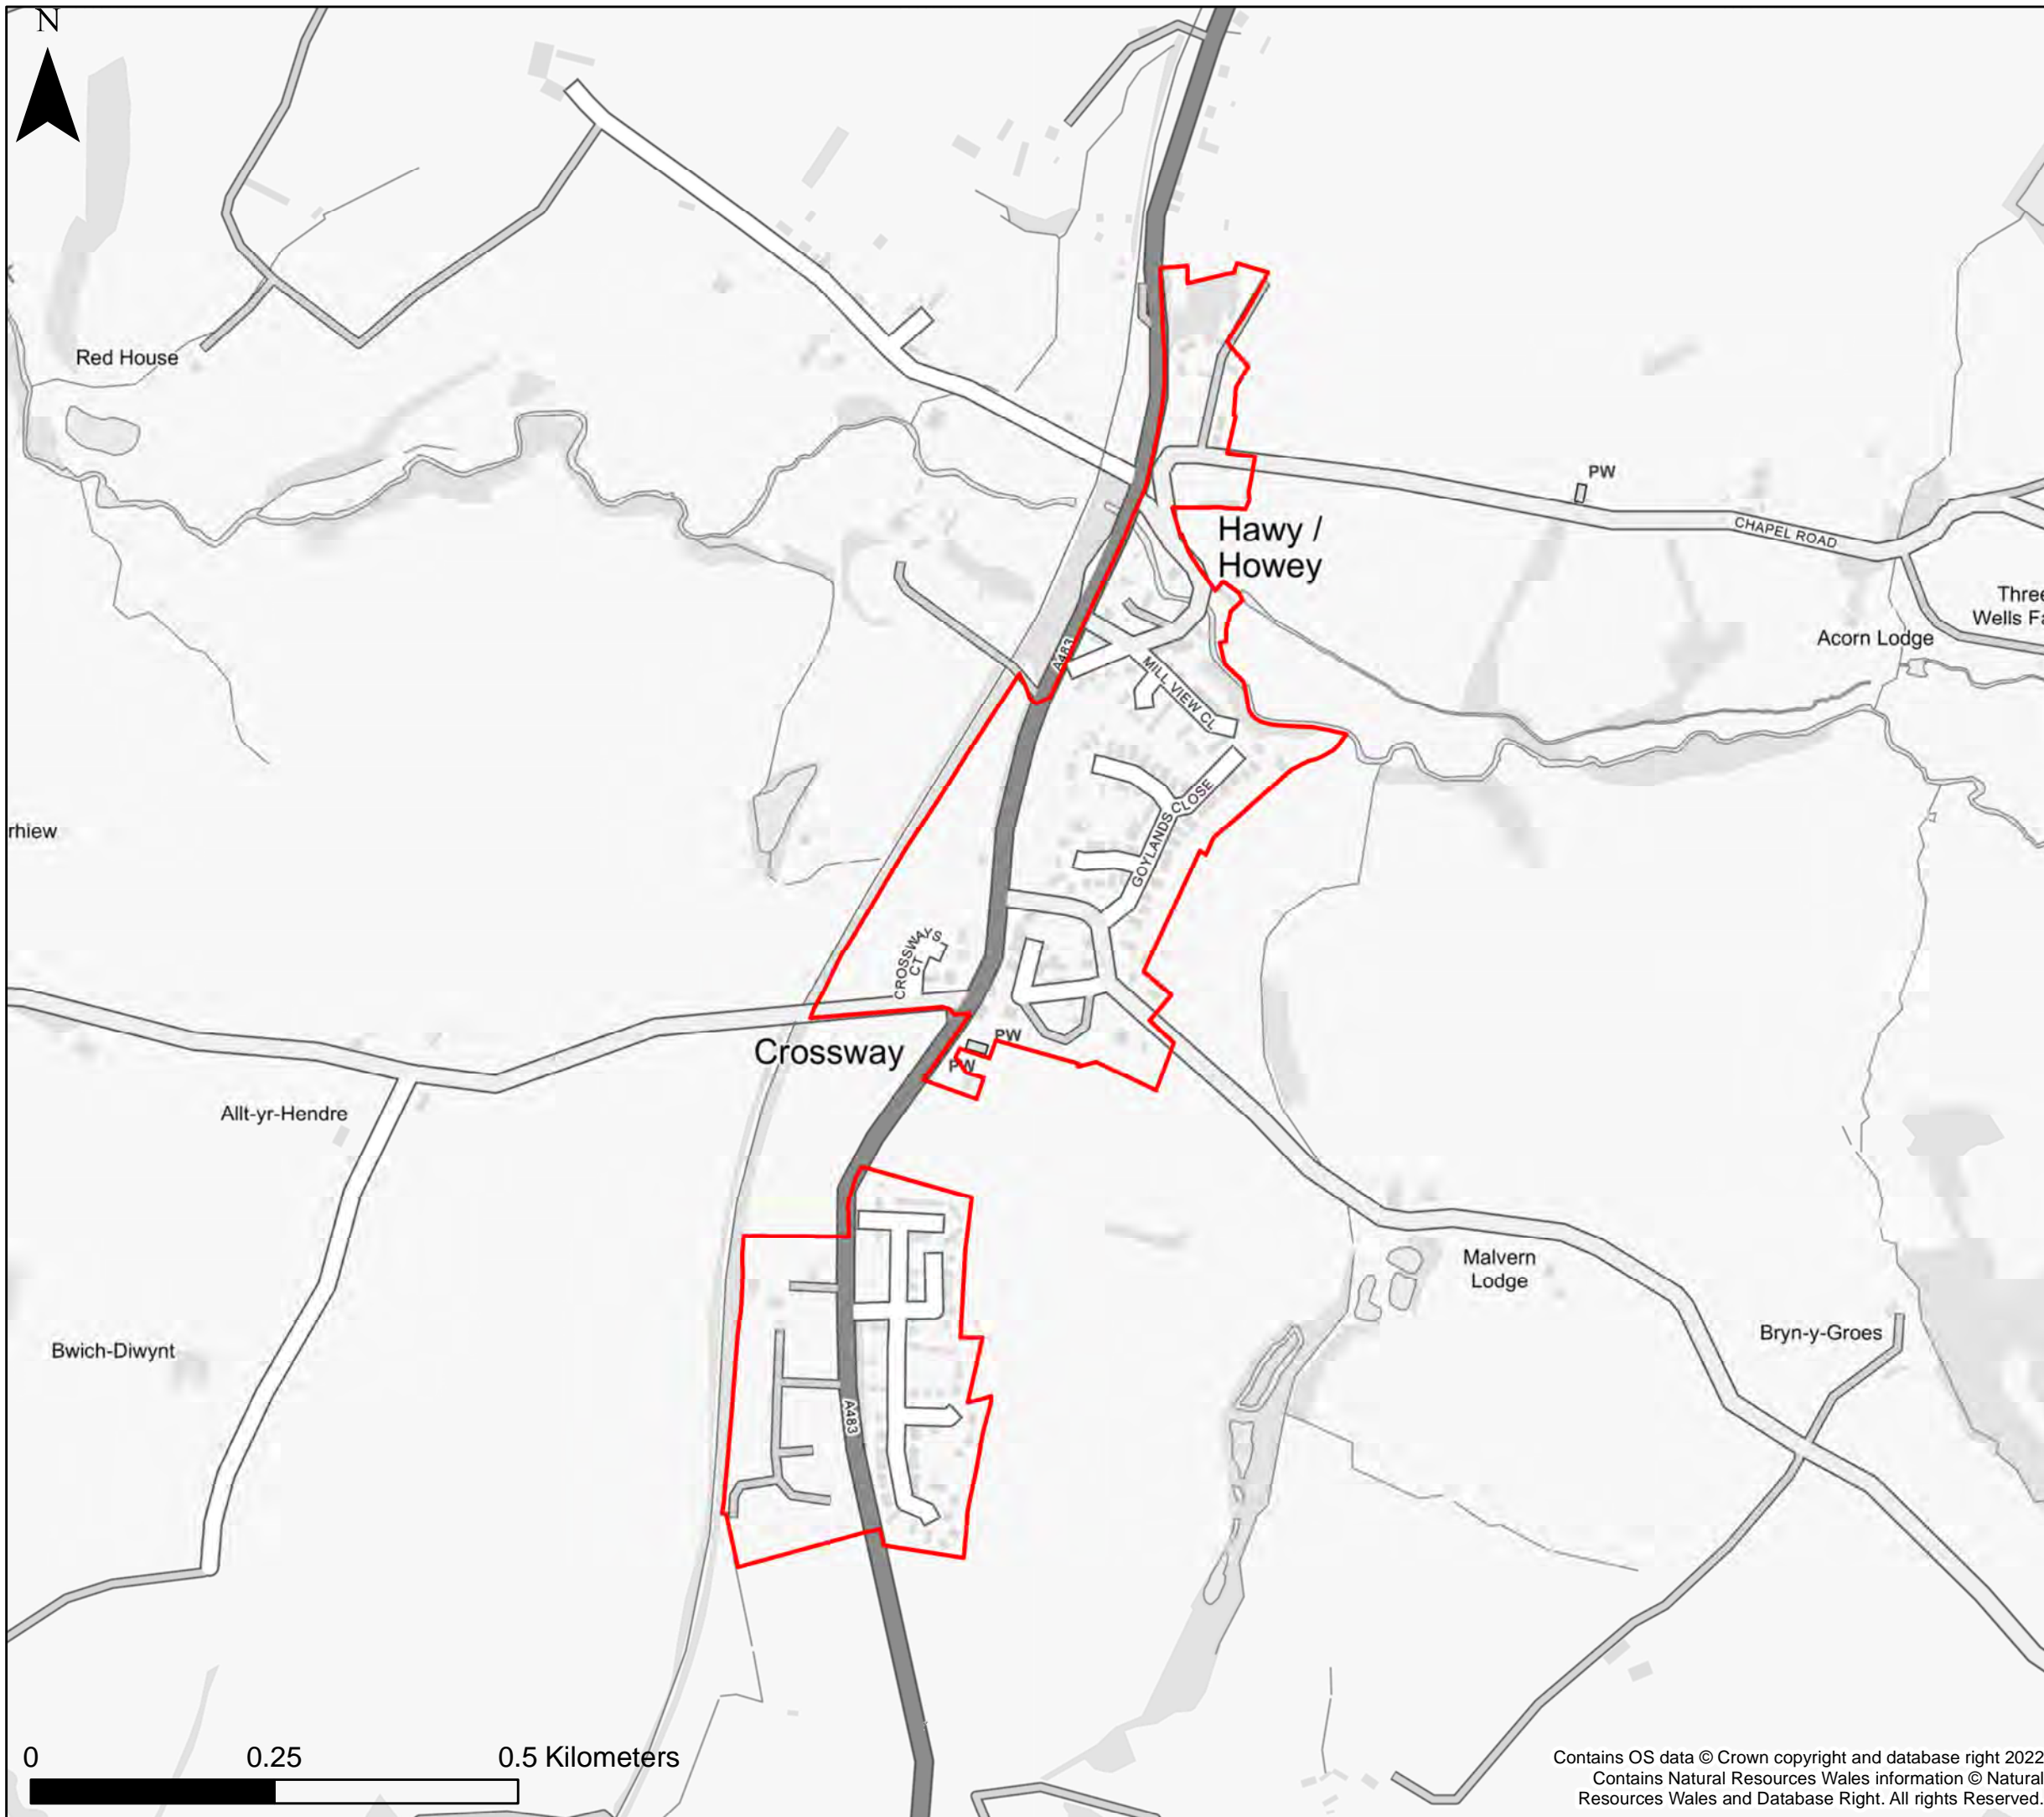 N
Red House
PW
Hawy /
Howey
CHAPEL ROAD
Three
Wells Fa
Acorn Lodge
A483
MILL VIEW CL
rhiew
GOYLANDS CLOSE
CROSSWAYS
CT
PW
Crossway
PW
Allt-yr-Hendre
Malvern
Lodge
Bryn-y-Groes
Bwich-Diwynt
A483
0 0.25 0.5 Kilometers
Contains OS data © Crown copyright and database right 2022
Contains Natural Resources Wales information © Natural
Resources Wales and Database Right. All rights Reserved.